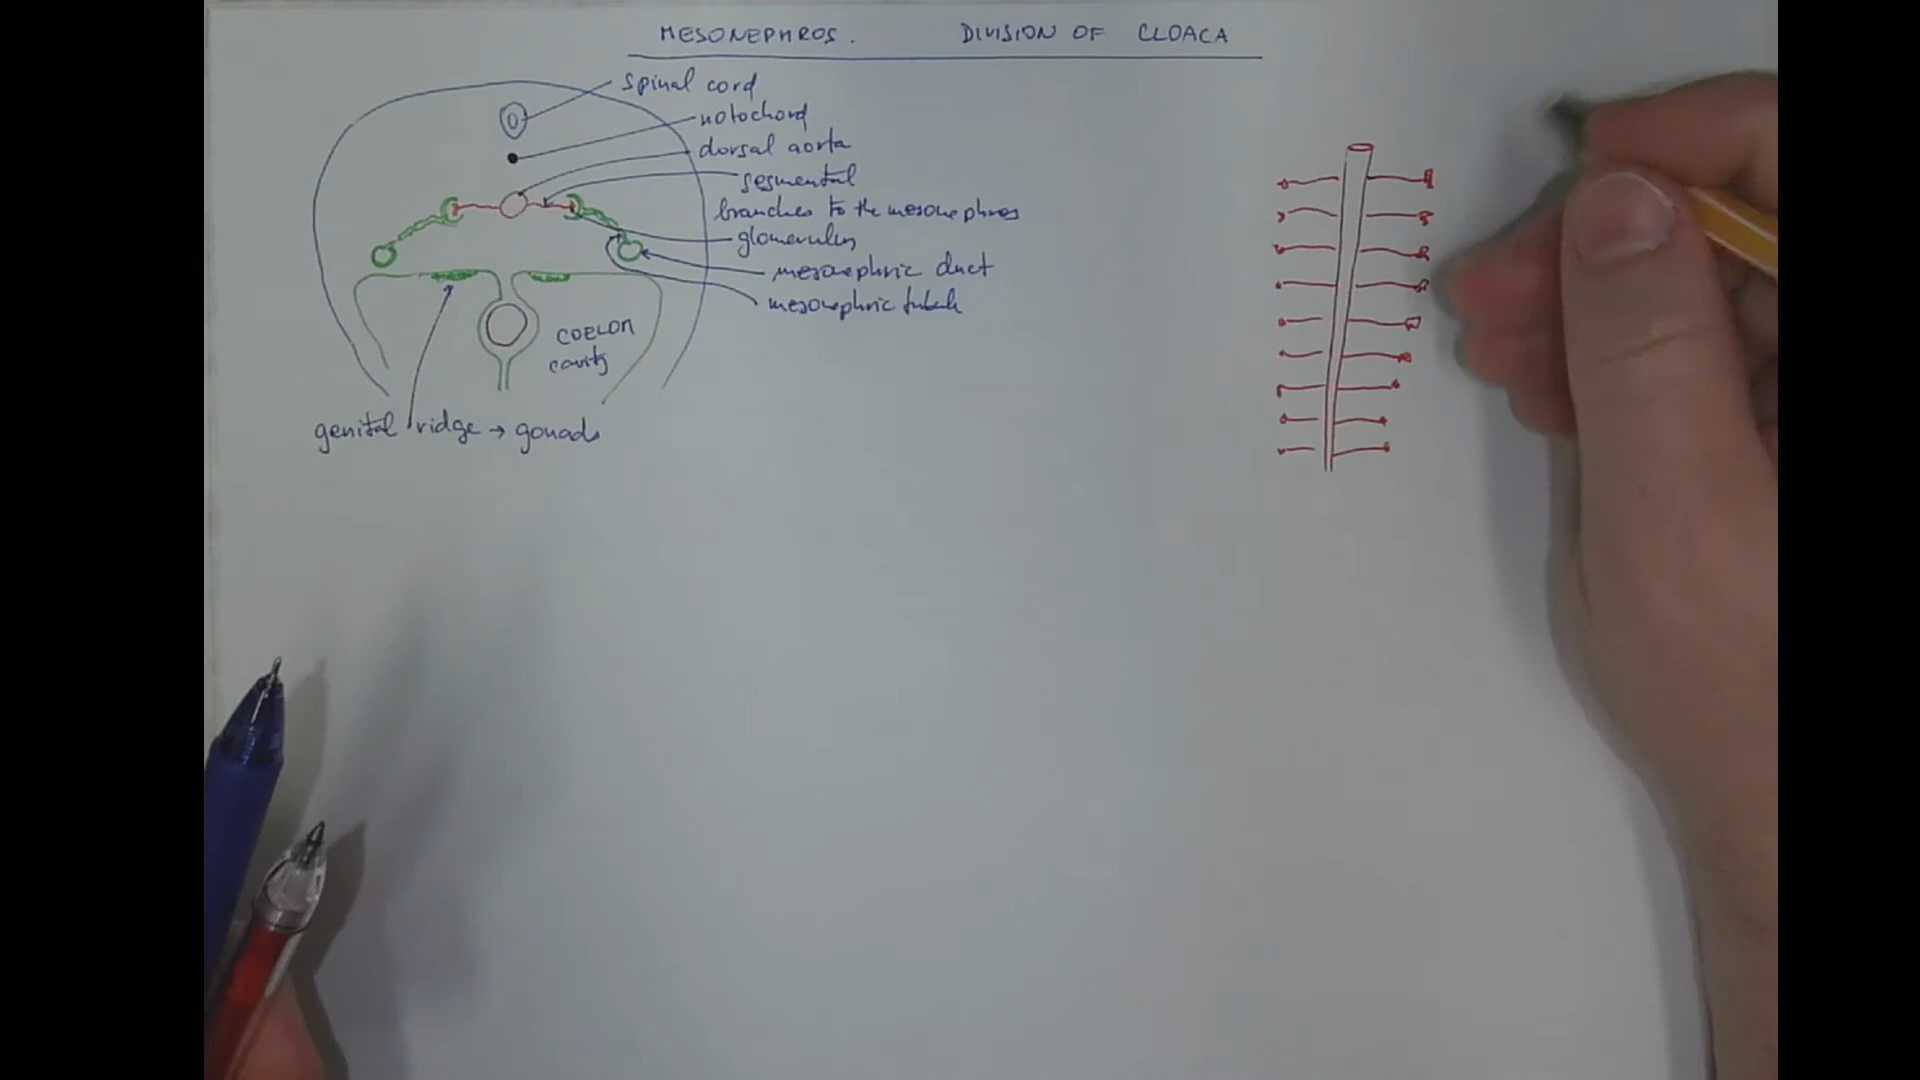 MESONEPHROS. DIVISION OF CLOACA
spinal cord
notochord
dorsal aorta
segmental
branches to the mesonephros
glomerulus
mesonephric duct
mesonephric tubule
COELOM
cavity
genital ridge → gonads